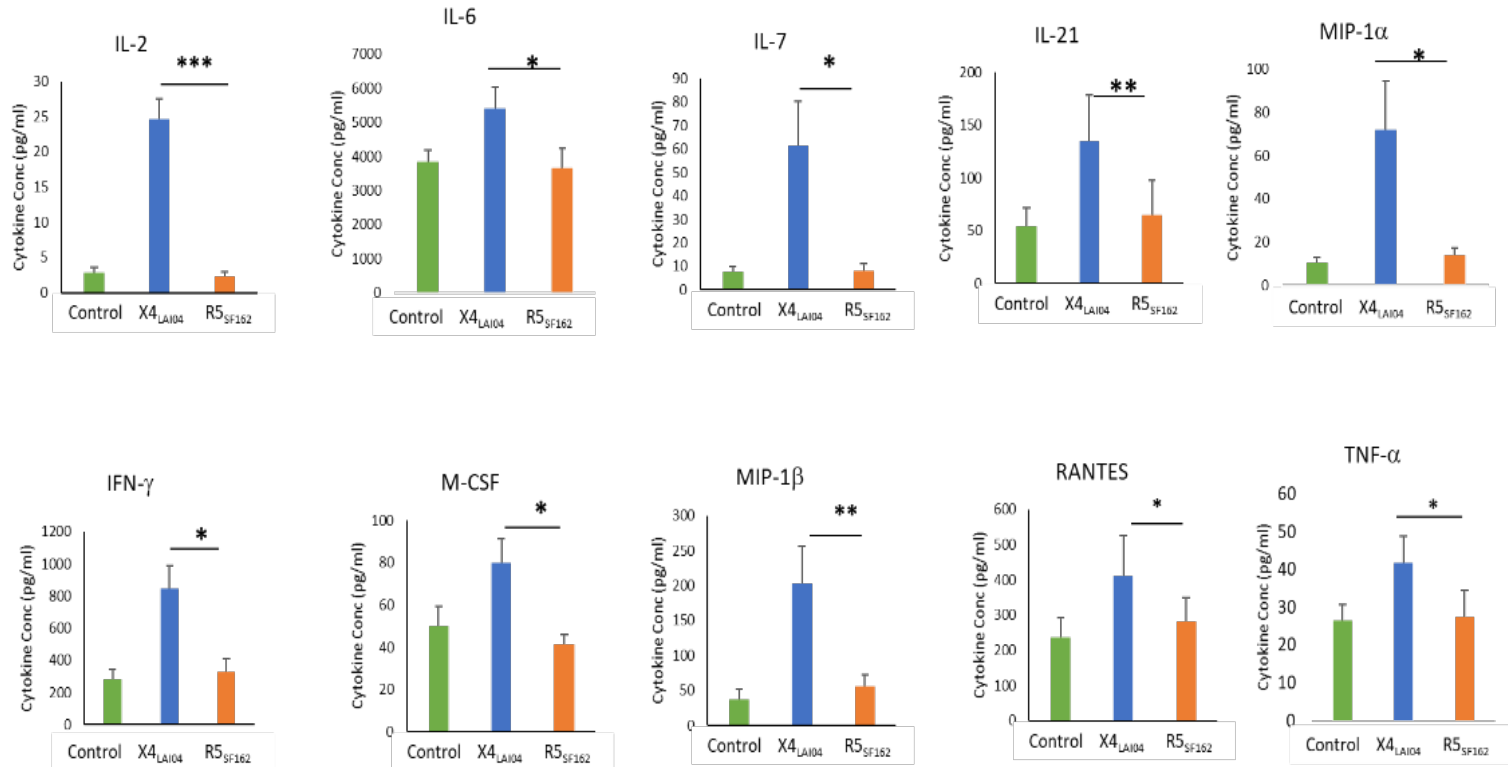 IL-2
***
Cytokine Conc (pg/ml)
30
25
20
15
10
5
0
Control X4LAI04 R5SF162
IL-6
*
Cytokine Conc (pg/ml)
7000
6000
5000
4000
3000
2000
1000
0
Control X4LAI04 R5SF162
IL-7
*
Cytokine Conc (pg/ml)
90
80
70
60
50
40
30
20
10
0
Control X4LAI04 R5SF162
IL-21
**
Cytokine Conc (pg/ml)
200
150
100
50
0
Control X4LAI04 R5SF162
MIP-1α
*
Cytokine Conc (pg/ml)
100
80
60
40
20
0
Control X4LAI04 R5SF162
IFN-γ
*
Cytokine Conc (pg/ml)
1200
1000
800
600
400
200
0
Control X4LAI04 R5SF162
M-CSF
*
Cytokine Conc (pg/ml)
100
80
60
40
20
0
Control X4LAI04 R5SF162
MIP-1β
**
Cytokine Conc (pg/ml)
300
250
200
150
100
50
0
Control X4LAI04 R5SF162
RANTES
*
Cytokine Conc (pg/ml)
600
500
400
300
200
100
0
Control X4LAI04 R5SF162
TNF-α
*
Cytokine Conc (pg/ml)
60
50
40
30
20
10
0
Control X4LAI04 R5SF162